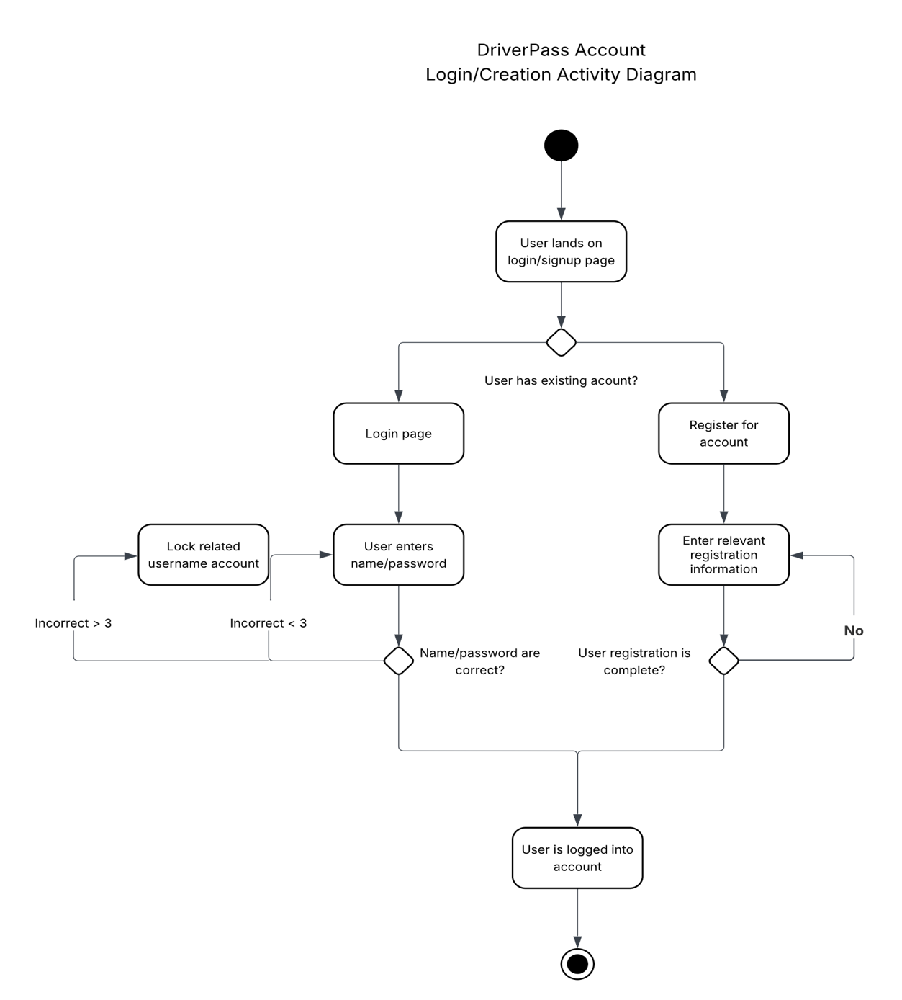 DriverPass Account
Login/Creation Activity Diagram
User lands on
login/signup page
User has existing acount?
Login page
Register for
account
Lock related
username account
User enters
name/password
Enter relevant
registration
information
Incorrect > 3
Incorrect < 3
No
Name/password are
correct?
User registration is
complete?
User is logged into
account